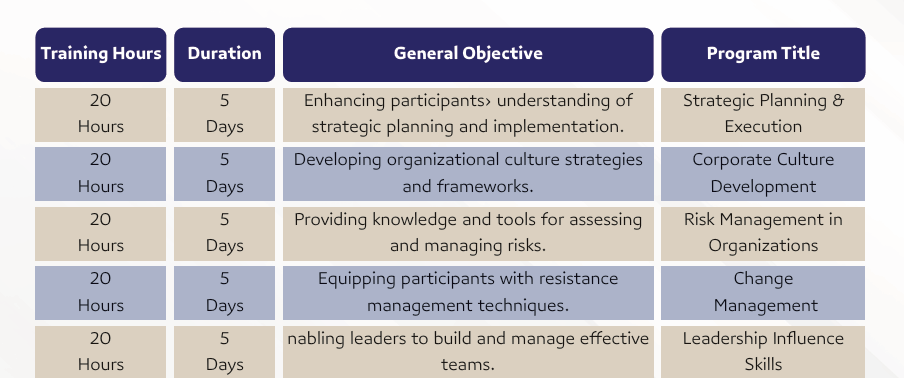 Training Hours Duration General Objective Program Title
20 5 Enhancing participants› understanding of Strategic Planning &
Hours Days strategic planning and implementation. Execution
20 5 Developing organizational culture strategies Corporate Culture
Hours Days and frameworks. Development
20 5 Providing knowledge and tools for assessing Risk Management in
Hours Days and managing risks. Organizations
20 5 Equipping participants with resistance Change
Hours Days management techniques. Management
20 5 nabling leaders to build and manage effective Leadership Influence
Hours Days teams. Skills